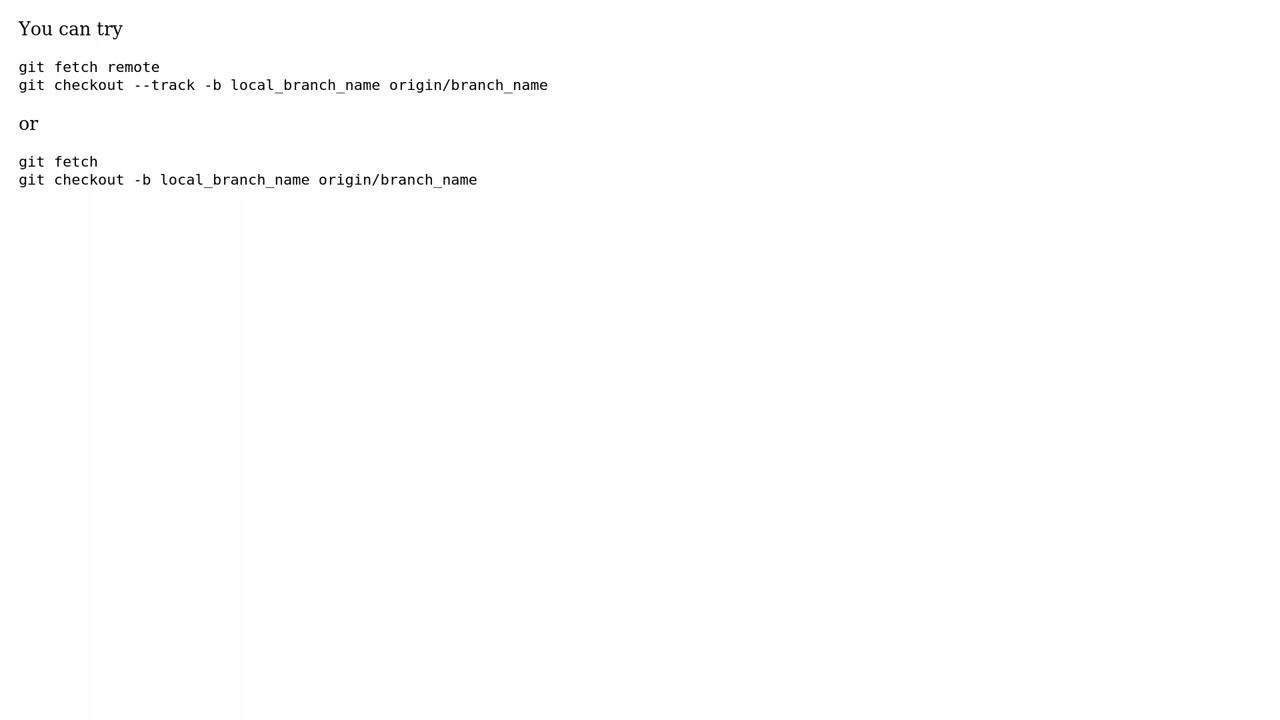 You can try
git fetch remote
git checkout --track -b local_branch_name origin/branch_name
or
git fetch
git checkout -b local_branch_name origin/branch_name